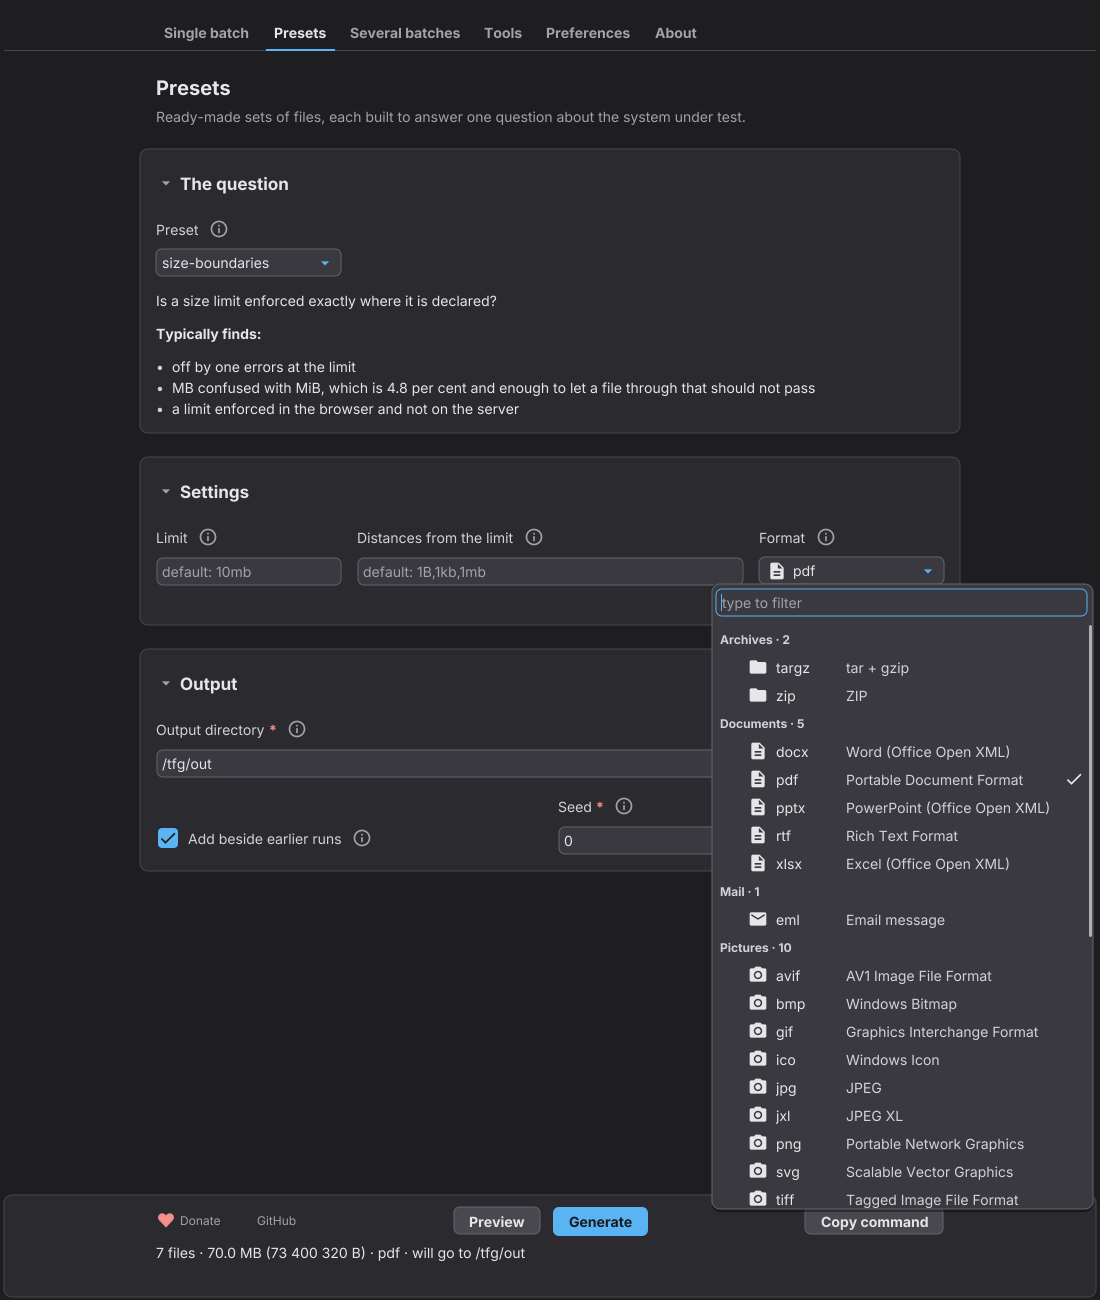 Single batch Presets Several batches Tools Preferences About
Presets
Ready-made sets of files, each built to answer one question about the system under test.
The question
Preset
size-boundaries
Is a size limit enforced exactly where it is declared?
Typically finds:
• off by one errors at the limit
• MB confused with MiB, which is 4.8 per cent and enough to let a file through that should not pass
• a limit enforced in the browser and not on the server
Settings
Limit Distances from the limit Format
default: 10mb default: 1B,1kb,1mb pdf
type to filter
Archives · 2
targz tar + gzip
zip ZIP
Documents · 5
docx Word (Office Open XML)
pdf Portable Document Format
pptx PowerPoint (Office Open XML)
rtf Rich Text Format
xlsx Excel (Office Open XML)
Mail · 1
eml Email message
Pictures · 10
avif AV1 Image File Format
bmp Windows Bitmap
gif Graphics Interchange Format
ico Windows Icon
jpg JPEG
jxl JPEG XL
png Portable Network Graphics
svg Scalable Vector Graphics
tiff Tagged Image File Format
Output
Output directory *
/tfg/out
Seed *
Add beside earlier runs
0
Donate GitHub Preview Generate Copy command
7 files · 70.0 MB (73 400 320 B) · pdf · will go to /tfg/out